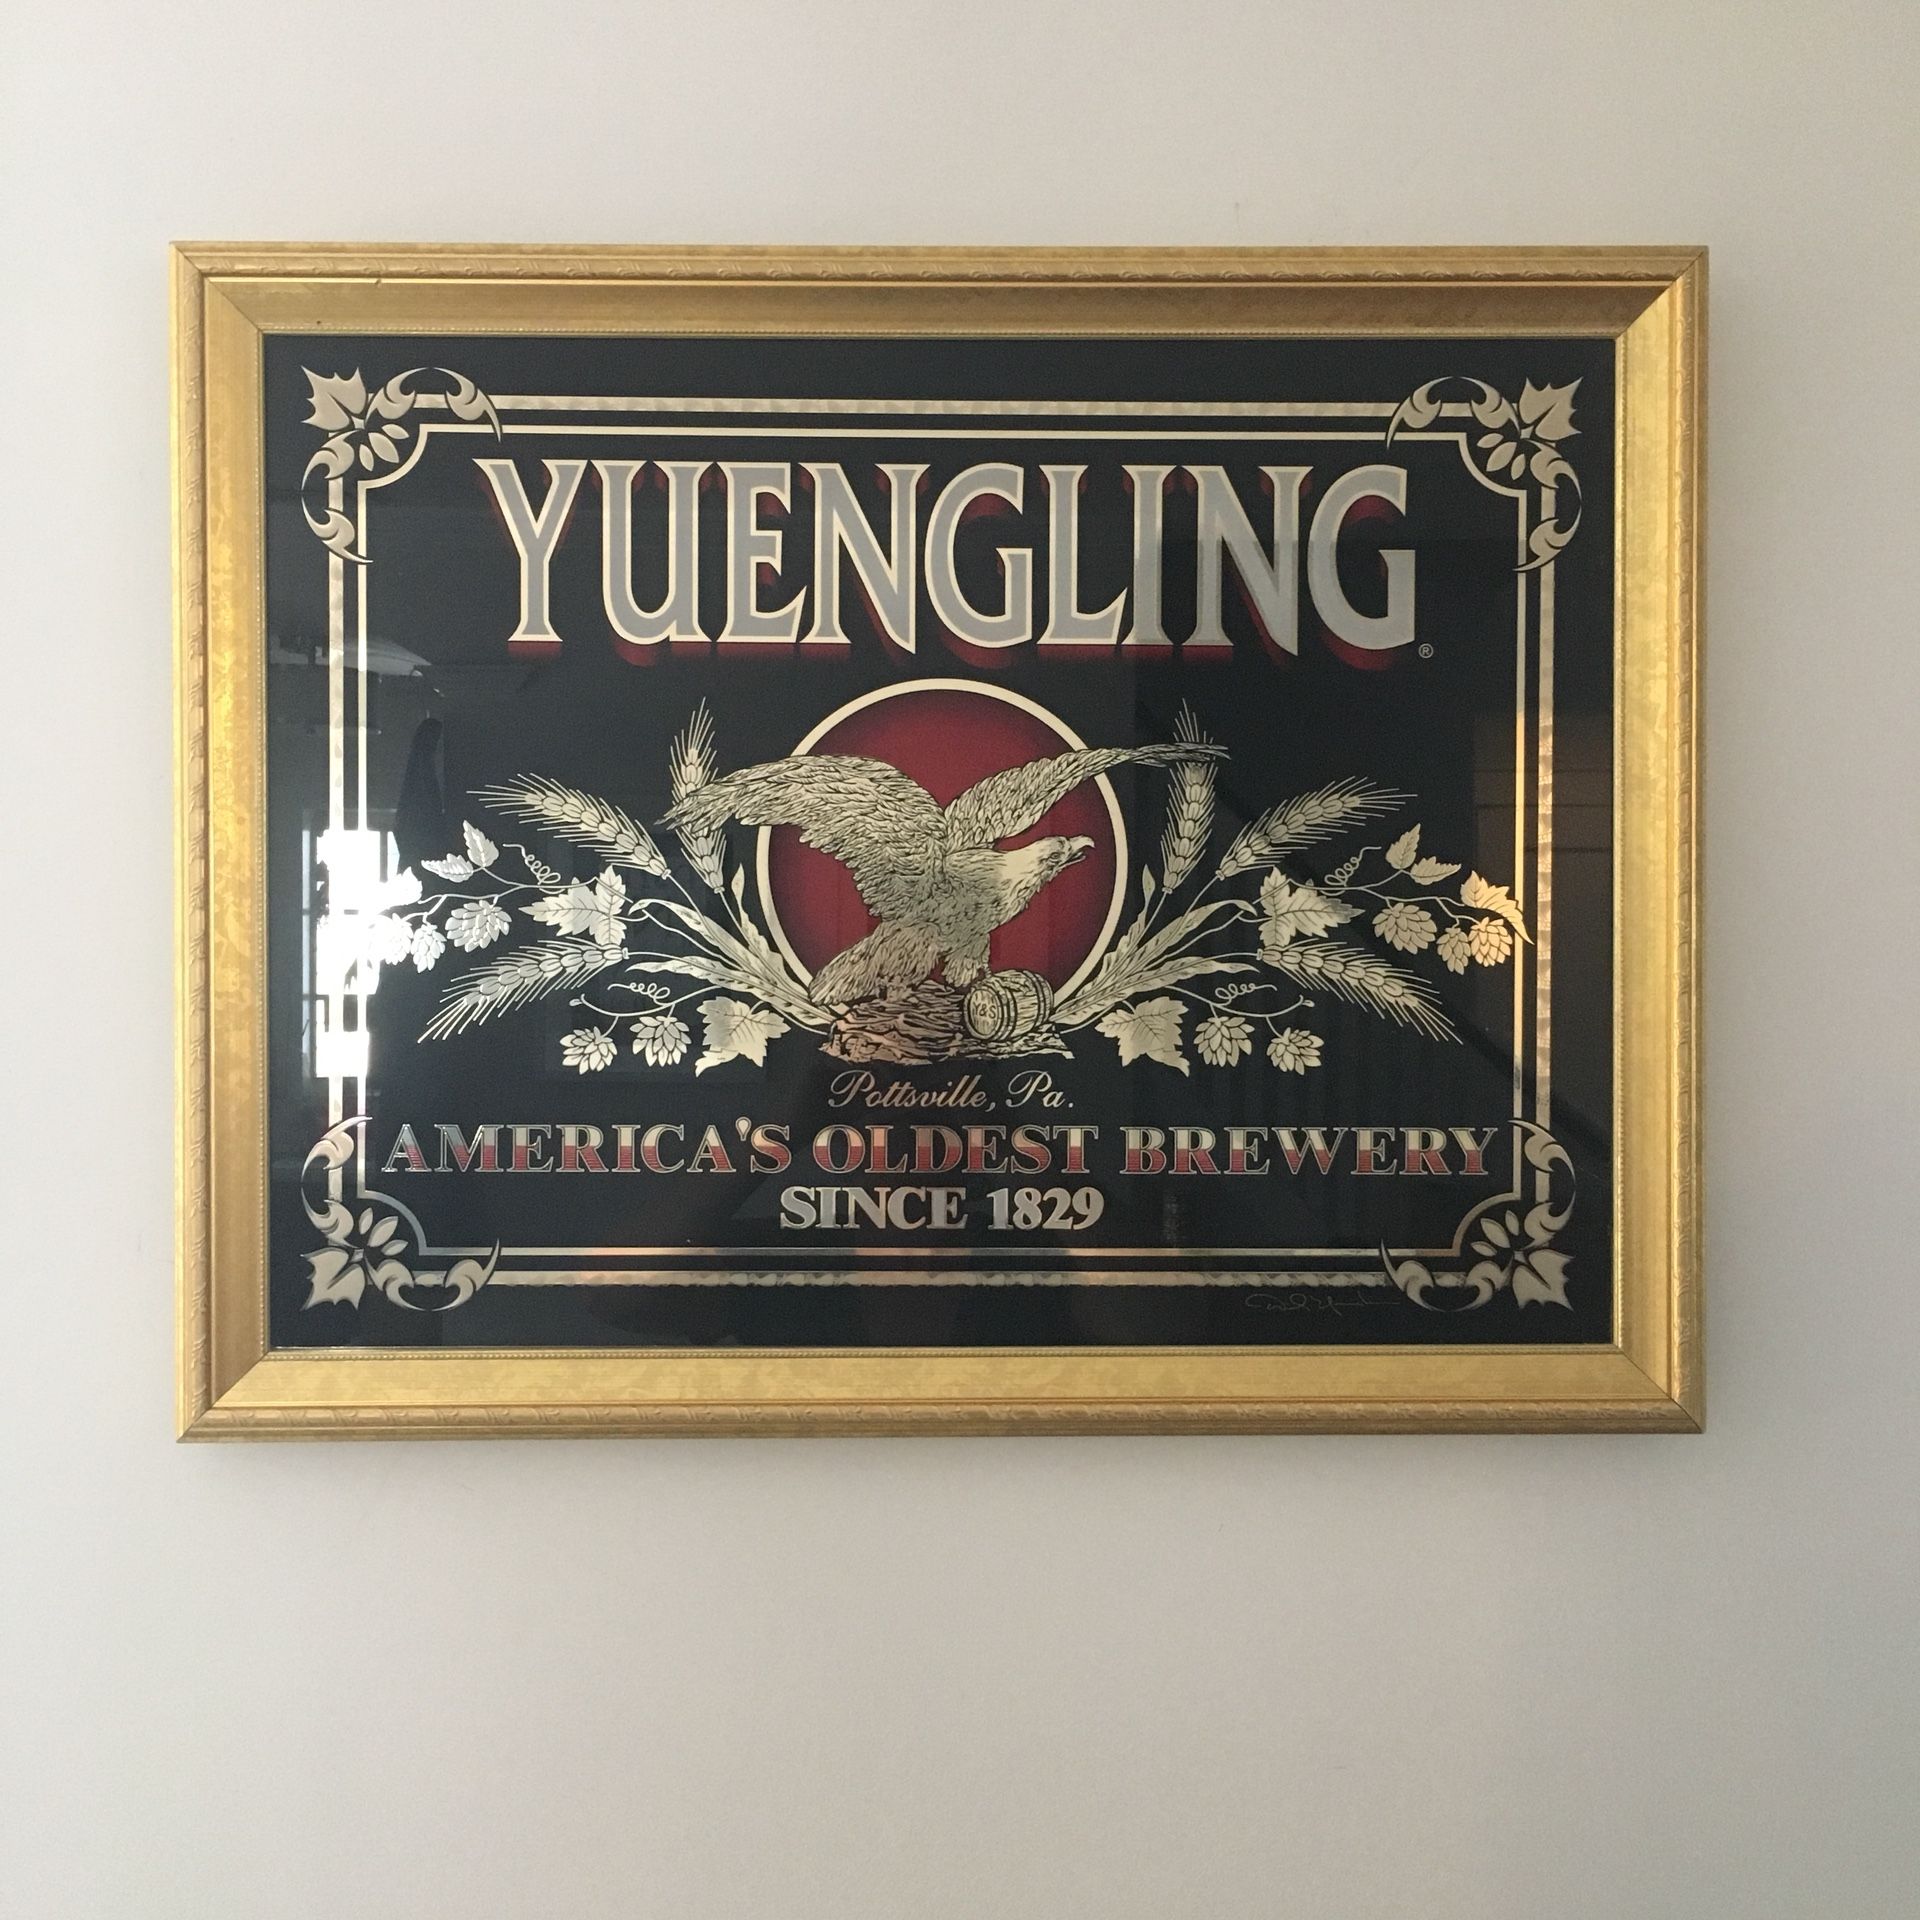 YUENGLING®
Y&S
Pottsville, Pa.
AMERICA'S OLDEST BREWERY
SINCE 1829